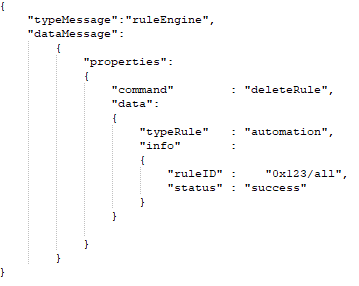 {
    "typeMessage":"ruleEngine",
    "dataMessage":
        {
            "properties":
            {
                "command"        : "deleteRule",
                "data":
                {
                    "typeRule"   : "automation",
                    "info"       :
                    {
                        "ruleID" :    "0x123/all",
                        "status" : "success"
                    }
                }

            }
        }
}